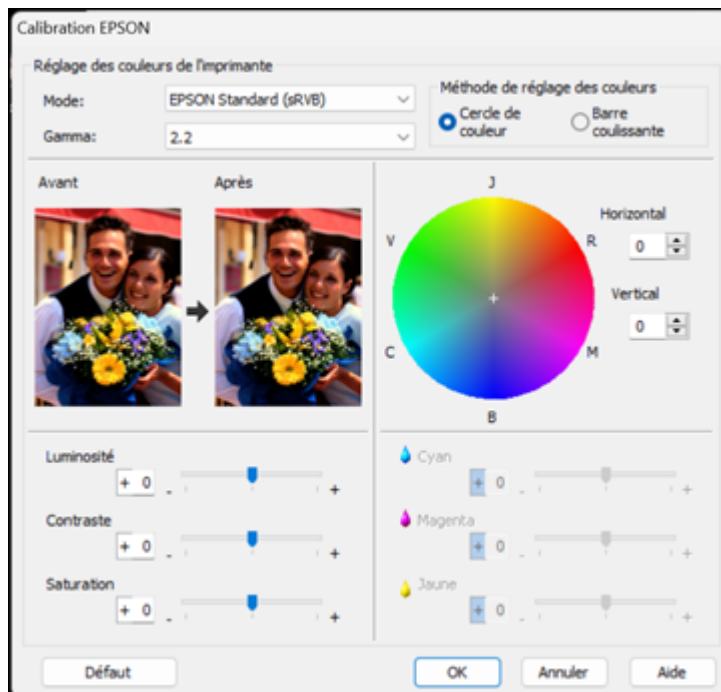 Calibration EPSON
Réglage des couleurs de l'imprimante
Mode:
EPSON Standard (sRVB)
Gamma:
2.2
Méthode de réglage des couleurs
Cercle de
couleur
Barre
coulissante
Avant
Après
J
V
R
C
M
B
Horizontal
0
Vertical
0
Luminosité
+ 0
- +
Contraste
+ 0
- +
Saturation
+ 0
- +
Cyan
+ 0
- +
Magenta
+ 0
- +
Jaune
+ 0
- +
Défaut
OK
Annuler
Aide